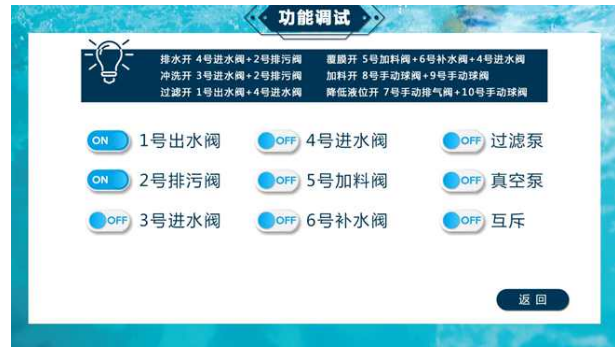 功能调试
排水开 4号进水阀+2号排污阀 覆膜开 5号加料阀+6号补水阀+4号进水阀
冲洗开 3号进水阀+2号排污阀 加料开 8号手动球阀+9号手动球阀
过滤开 1号出水阀+4号进水阀 降低液位开 7号手动排气阀+10号手动球阀
ON 1号出水阀 OFF 4号进水阀 OFF 过滤泵
ON 2号排污阀 OFF 5号加料阀 OFF 真空泵
OFF 3号进水阀 OFF 6号补水阀 OFF 互斥
返回